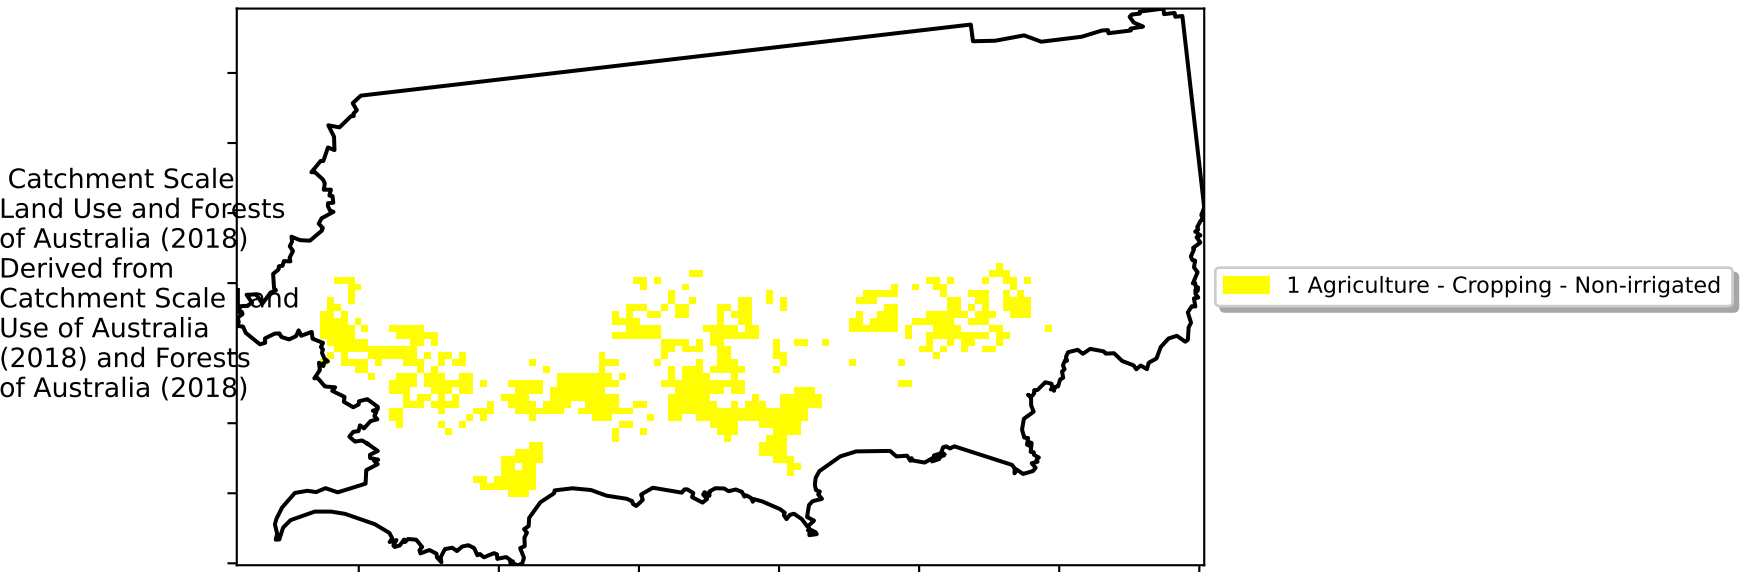 Catchment Scale
Land Use and Forests
of Australia (2018)
Derived from
Catchment Scale Land
Use of Australia
(2018) and Forests
of Australia (2018)
1 Agriculture - Cropping - Non-irrigated